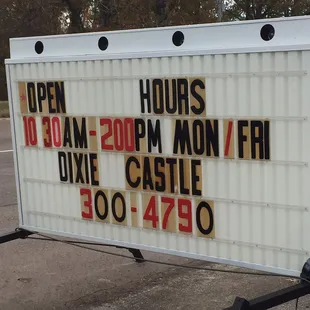 OPEN HOURS
10 30AM-200PM MON/FRI
DIXIE CASTLE
300-4790